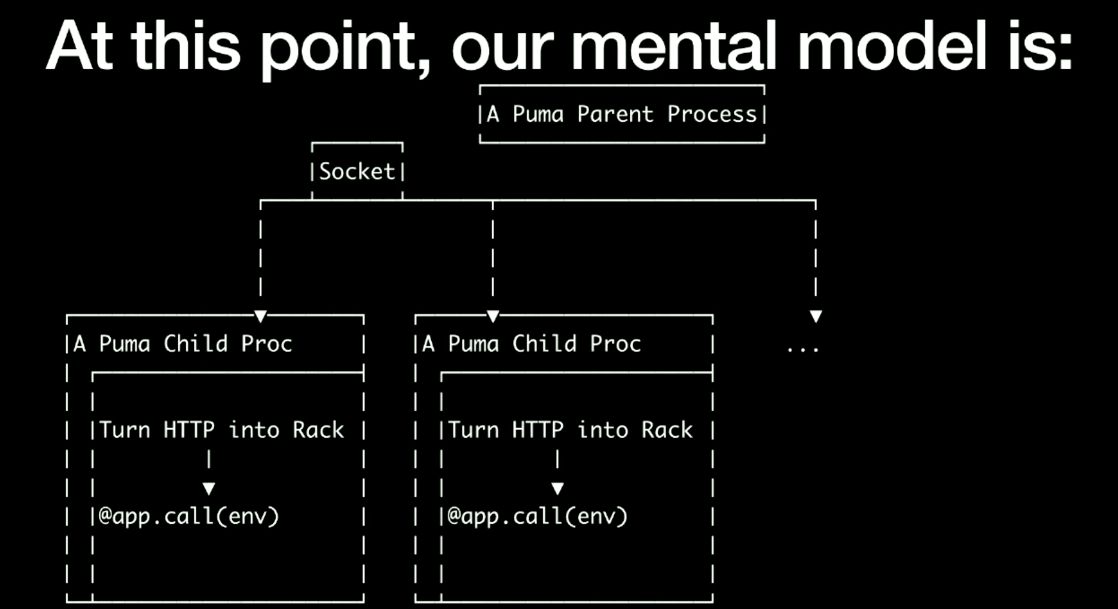 At this point, our mental model is:
A Puma Parent Process
Socket
A Puma Child Proc
A Puma Child Proc
...
Turn HTTP into Rack
Turn HTTP into Rack
@app.call(env)
@app.call(env)